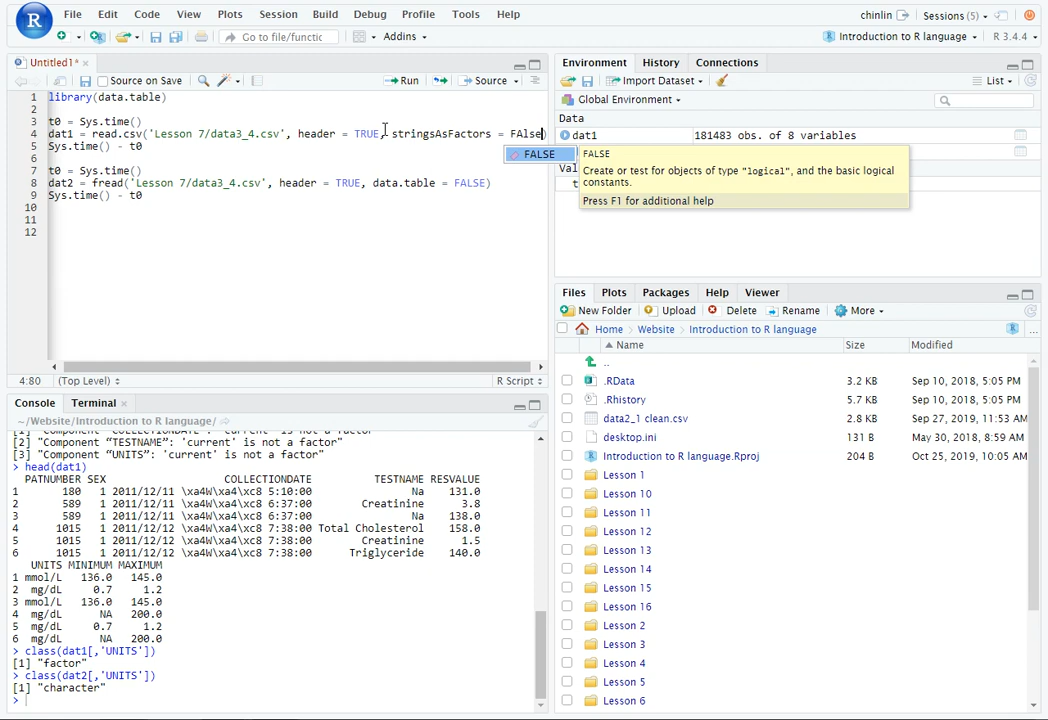 File Edit Code View Plots Session Build Debug Profile Tools Help
chinlin Sessions (5)
Go to file/functic Addins
Introduction to R language R 3.4.4
Untitled1*
Source on Save Run Source
1 library(data.table)
2
3 t0 = Sys.time()
4 dat1 = read.csv('Lesson 7/data3_4.csv', header = TRUE, stringsAsFactors = FAlse)
5 Sys.time() - t0
6
7 t0 = Sys.time()
8 dat2 = fread('Lesson 7/data3_4.csv', header = TRUE, data.table = FALSE)
9 Sys.time() - t0
10
11
12
FALSE
FALSE
Create or test for objects of type "logical", and the basic logical
constants.
Press F1 for additional help
4:80 (Top Level) R Script
Console Terminal
~/Website/Introduction to R language/
[2] "Component “TESTNAME”: 'current' is not a factor"
[3] "Component “UNITS”: 'current' is not a factor"
> head(dat1)
PATNUMBER SEX COLLECTIONDATE TESTNAME RESVALUE
1 180 1 2011/12/11 \xa4W\xa4\xc8 5:10:00 Na 131.0
2 589 1 2011/12/11 \xa4W\xa4\xc8 6:37:00 Creatinine 3.8
3 589 1 2011/12/11 \xa4W\xa4\xc8 6:37:00 Na 138.0
4 1015 1 2011/12/12 \xa4W\xa4\xc8 7:38:00 Total Cholesterol 158.0
5 1015 1 2011/12/12 \xa4W\xa4\xc8 7:38:00 Creatinine 1.5
6 1015 1 2011/12/12 \xa4W\xa4\xc8 7:38:00 Triglyceride 140.0
UNITS MINIMUM MAXIMUM
1 mmol/L 136.0 145.0
2 mg/dL 0.7 1.2
3 mmol/L 136.0 145.0
4 mg/dL NA 200.0
5 mg/dL 0.7 1.2
6 mg/dL NA 200.0
> class(dat1[,'UNITS'])
[1] "factor"
> class(dat2[,'UNITS'])
[1] "character"
>
Environment History Connections
Import Dataset List
Global Environment
Data
dat1 181483 obs. of 8 variables
Val
t
Files Plots Packages Help Viewer
New Folder Upload Delete Rename More
Home Website Introduction to R language
Name Size Modified
..
.RData 3.2 KB Sep 10, 2018, 5:05 PM
.Rhistory 5.7 KB Sep 10, 2018, 5:05 PM
data2_1 clean.csv 2.8 KB Sep 27, 2019, 11:53 AM
desktop.ini 131 B May 30, 2018, 8:59 AM
Introduction to R language.Rproj 204 B Oct 25, 2019, 10:05 AM
Lesson 1
Lesson 10
Lesson 11
Lesson 12
Lesson 13
Lesson 14
Lesson 15
Lesson 16
Lesson 2
Lesson 3
Lesson 4
Lesson 5
Lesson 6